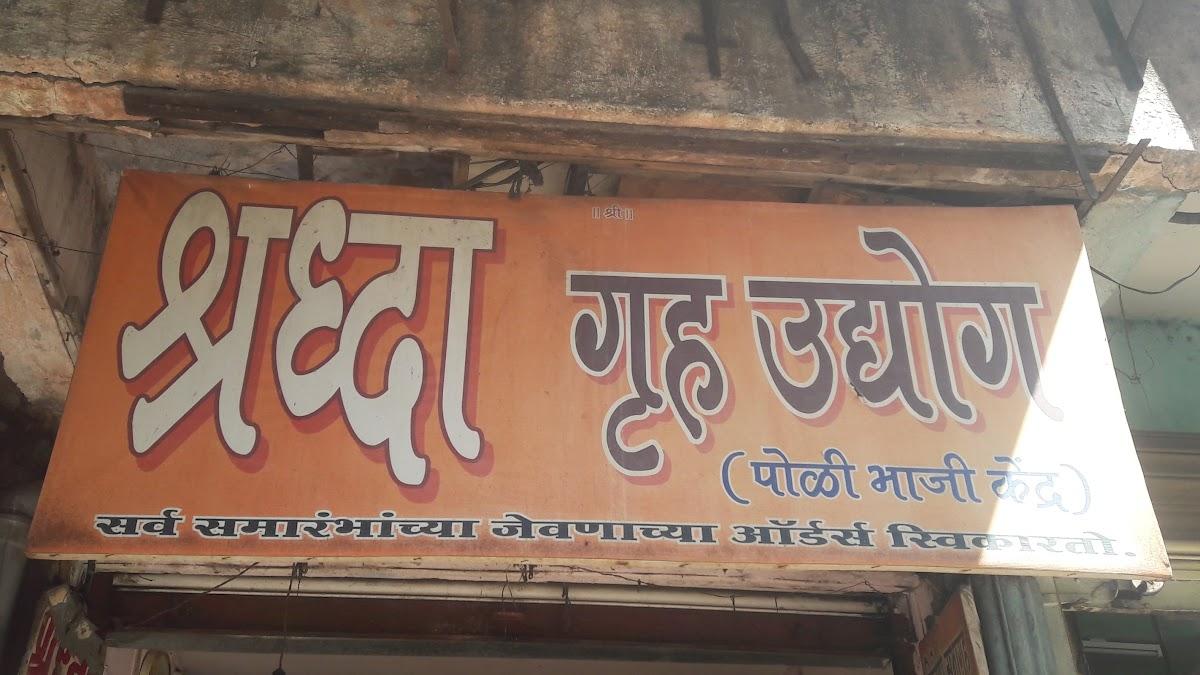 ॥ श्री ॥
श्रध्दा गृह उद्योग
(पोळी भाजी केंद्र)
सर्व समारंभांच्या जेवणाच्या ऑर्डर्स स्विकारतो.